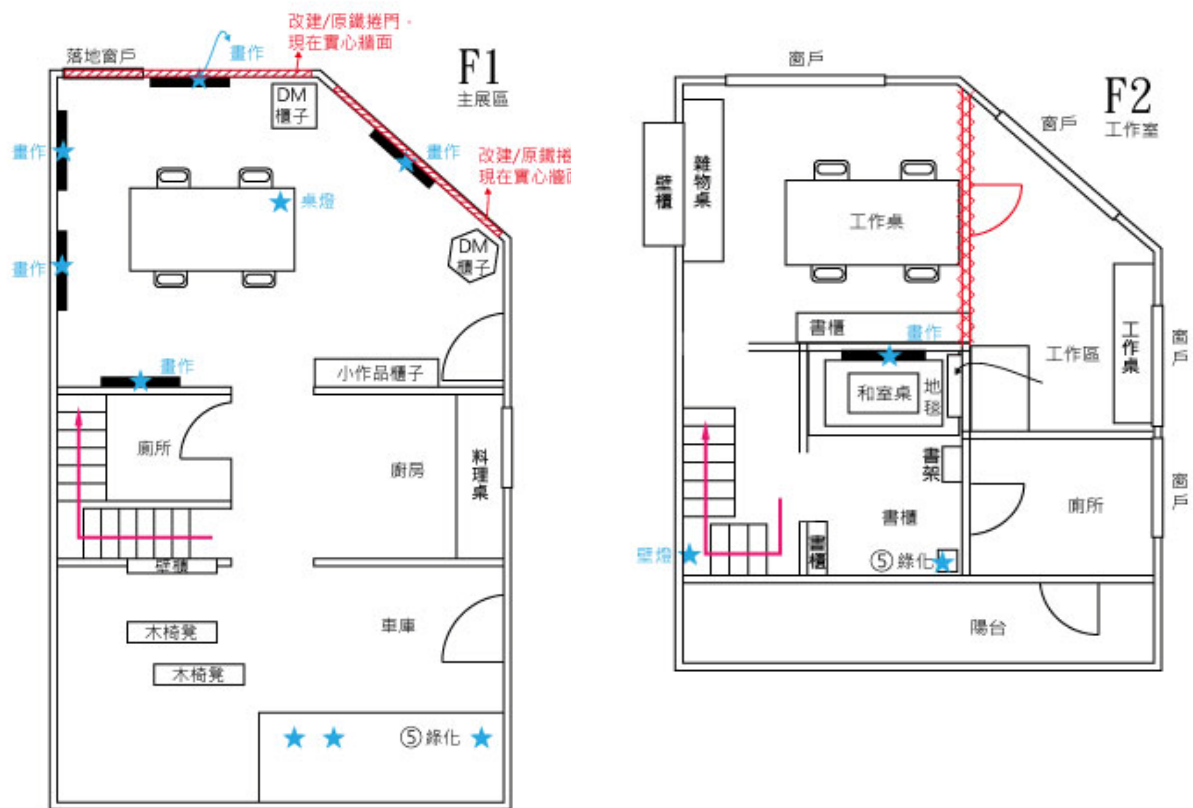 改建/原鐵捲門，
現在實心牆面
落地窗戶
畫作
F1
主展區
DM
櫃子
畫作
畫作
改建/原鐵捲
現在實心牆面
桌燈
畫作
DM
櫃子
畫作
小作品櫃子
廁所
廚房
料理桌
壁櫃
木椅凳
車庫
木椅凳
⑤綠化
窗戶
F2
工作室
窗戶
壁櫃
雜物桌
工作桌
書櫃
畫作
工作區
工作桌
窗戶
和室桌
地毯
書架
書櫃
廁所
窗戶
壁燈
⑤綠化
陽台